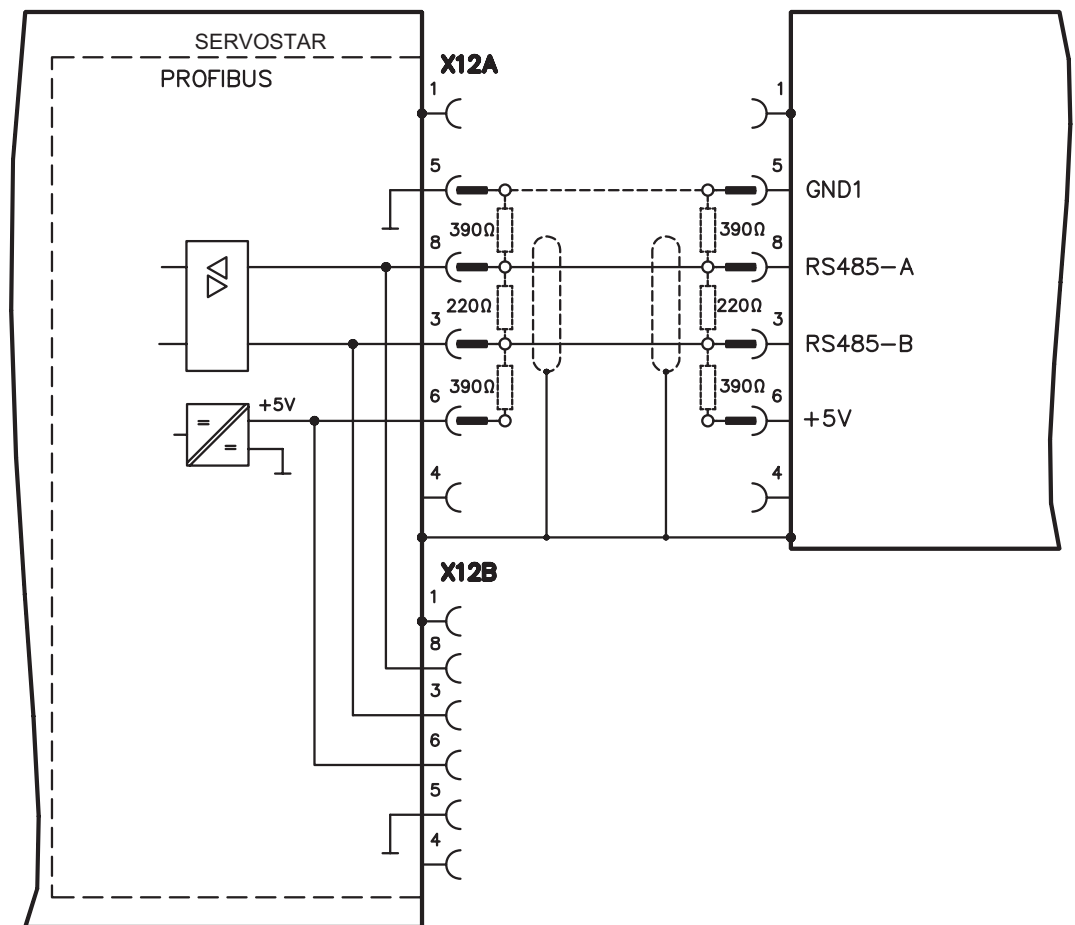 SERVOSTAR
PROFIBUS
X12A
1
1
5
5
GND1
390Ω
390Ω
8
8
RS485-A
220Ω
220Ω
3
3
RS485-B
390Ω
390Ω
6
6
+5V
+5V
4
4
=
=
X12B
1
8
3
6
5
4